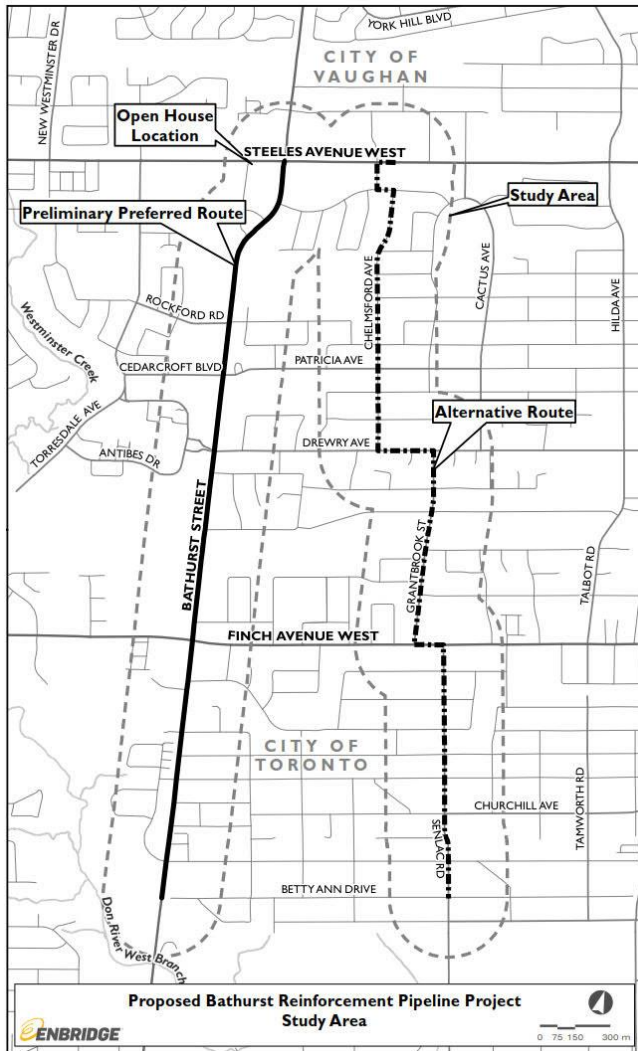 YORK HILL BLVD
NEW WESTMINSTER DR
CITY OF
VAUGHAN
Open House
Location
STEELES AVENUE WEST
Preliminary Preferred Route
Study Area
CHELMSFORD AVE
CACTUS AVE
HILDA AVE
Westminster Creek
ROCKFORD RD
PATRICIA AVE
CEDARCROFT BLVD
TORRESDALE AVE
Alternative Route
DREWRY AVE
ANTIBES DR
BATHURST STREET
GRANTBROOK ST
TALBOT RD
FINCH AVENUE WEST
CITY OF
TORONTO
TAMWORTH RD
CHURCHILL AVE
SENLAC RD
BETTY ANN DRIVE
Don River West Branch
Proposed Bathurst Reinforcement Pipeline Project
Study Area
ENBRIDGE
0 75 150 300 m